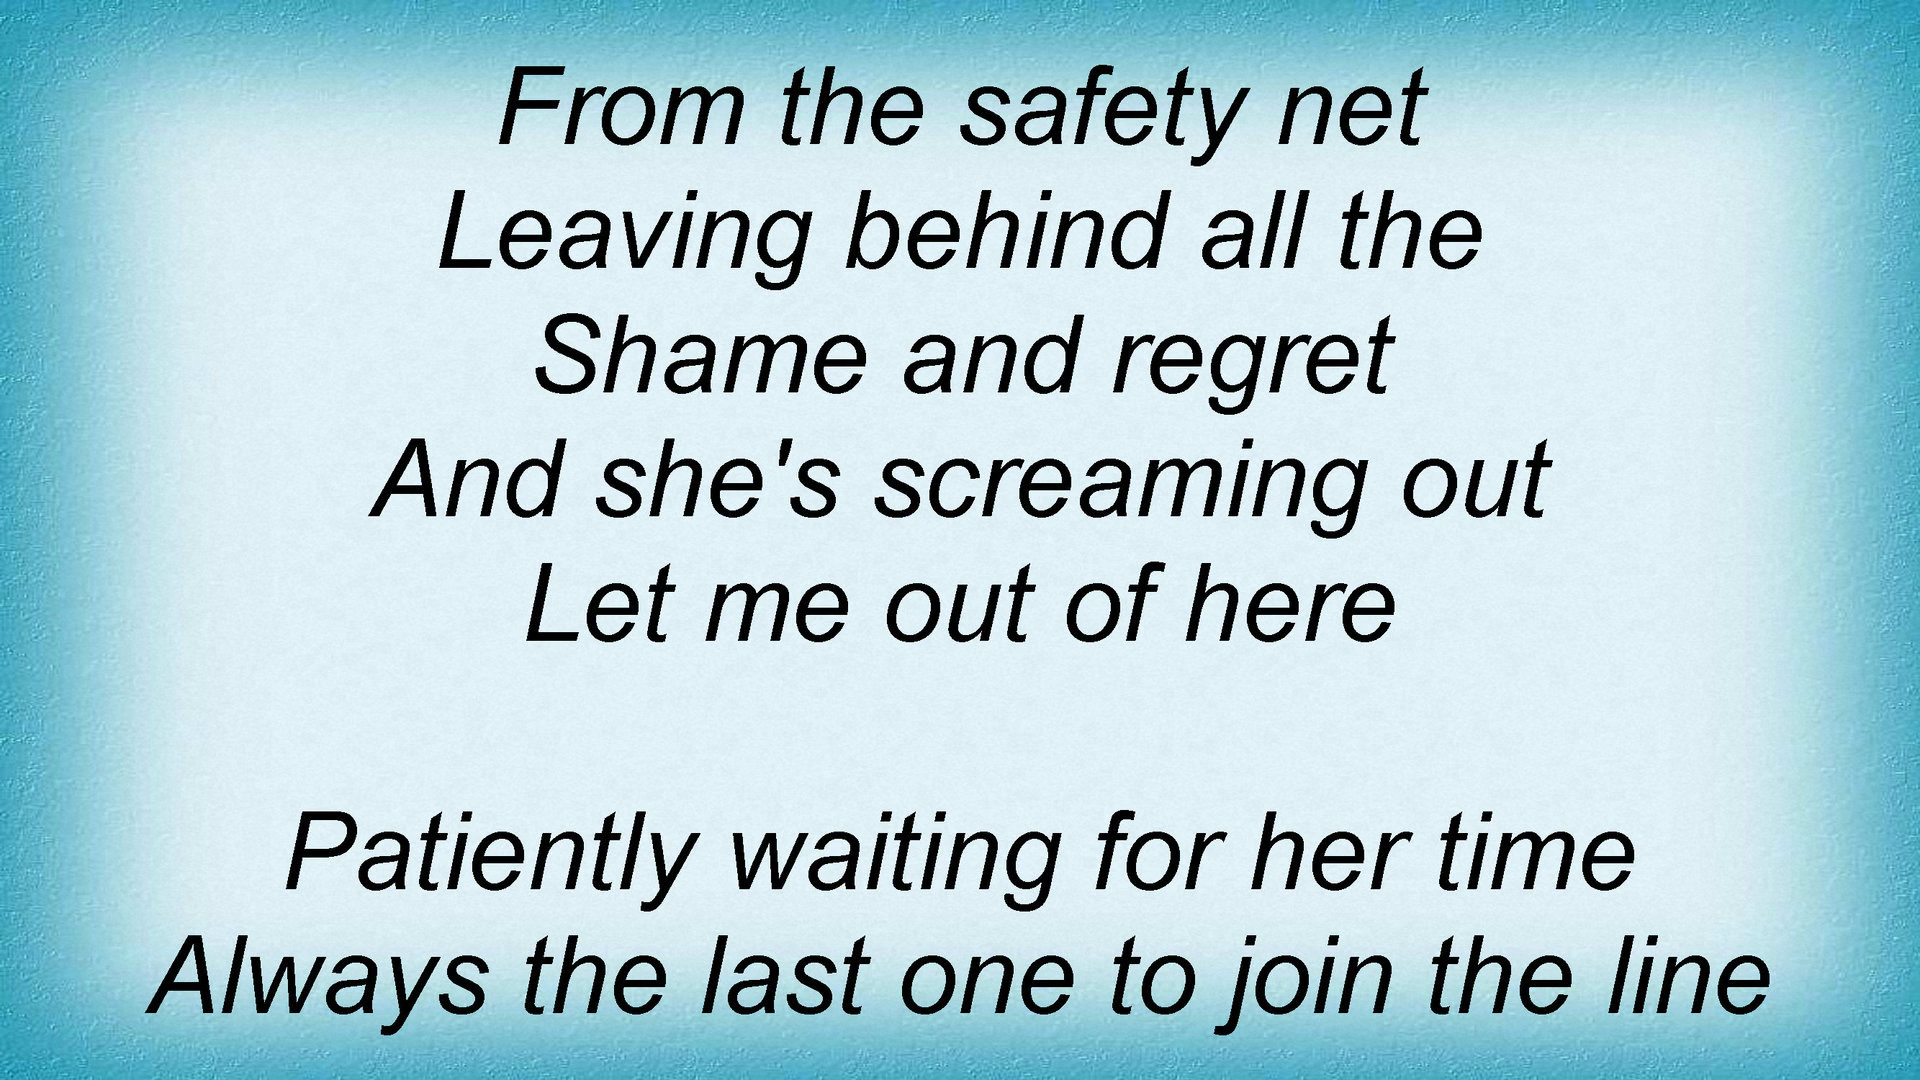 From the safety net
Leaving behind all the
Shame and regret
And she's screaming out
Let me out of here
Patiently waiting for her time
Always the last one to join the line